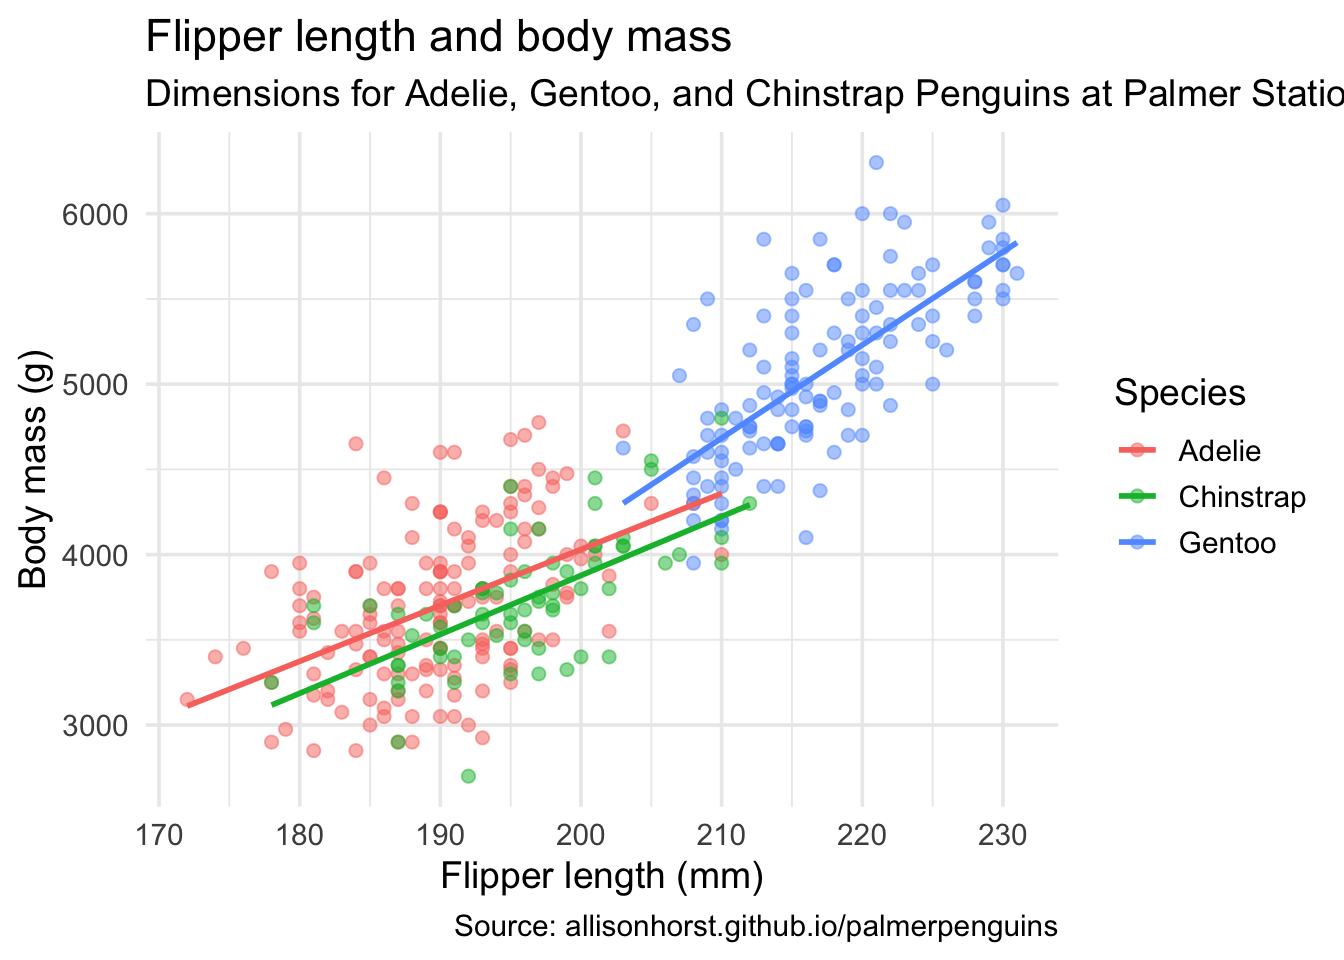 Flipper length and body mass
Dimensions for Adelie, Gentoo, and Chinstrap Penguins at Palmer Statio
6000
5000
4000
3000
Body mass (g)
170 180 190 200 210 220 230
Flipper length (mm)
Species
Adelie
Chinstrap
Gentoo
Source: allisonhorst.github.io/palmerpenguins